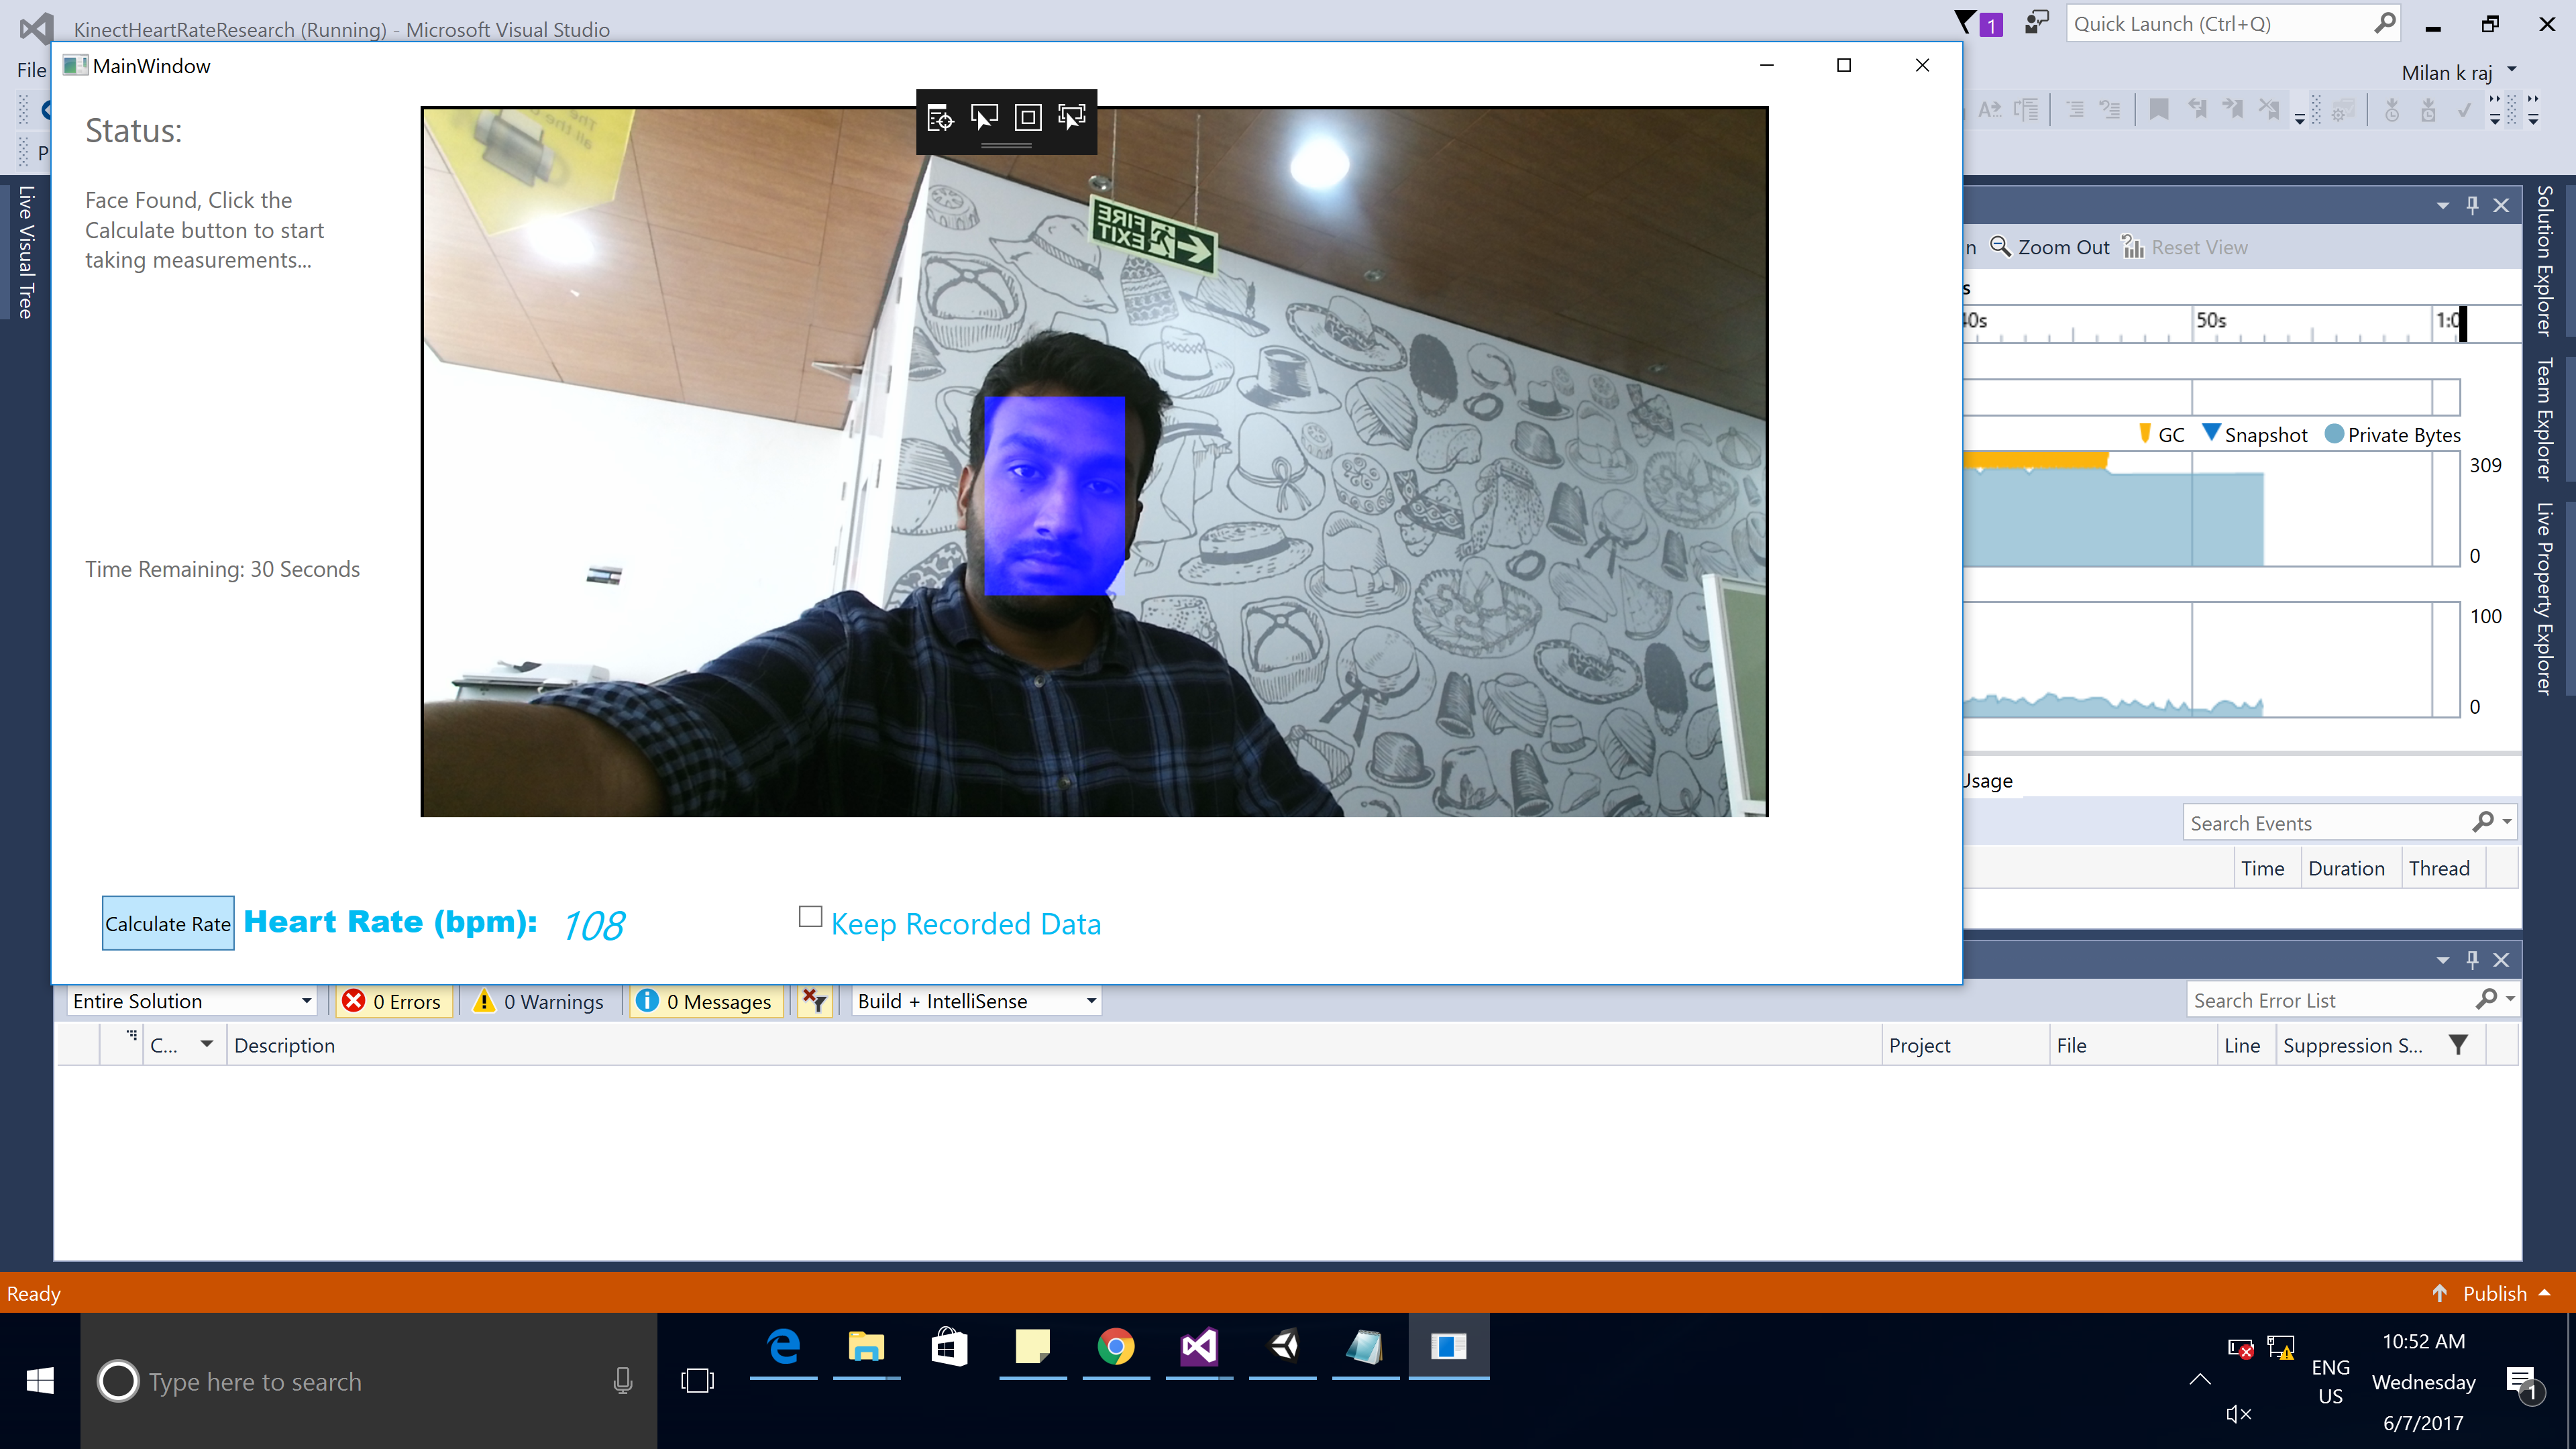 KinectHeartRateResearch (Running) - Microsoft Visual Studio
1
Quick Launch (Ctrl+Q)
File
MainWindow
Milan k raj
P
Status:
Face Found, Click the
Calculate button to start
taking measurements...
Time Remaining: 30 Seconds
all the
FIRE
EXIT
Live Visual Tree
Solution Explorer
Team Explorer
Live Property Explorer
n
Zoom Out
Reset View
s
40s
50s
1:0
GC
Snapshot
Private Bytes
309
0
100
0
Usage
Search Events
Time
Duration
Thread
Calculate Rate
Heart Rate (bpm):
108
Keep Recorded Data
Entire Solution
0 Errors
0 Warnings
0 Messages
Build + IntelliSense
Search Error List
C...
Description
Project
File
Line
Suppression S...
Ready
Publish
Type here to search
ENG
US
10:52 AM
Wednesday
6/7/2017
1